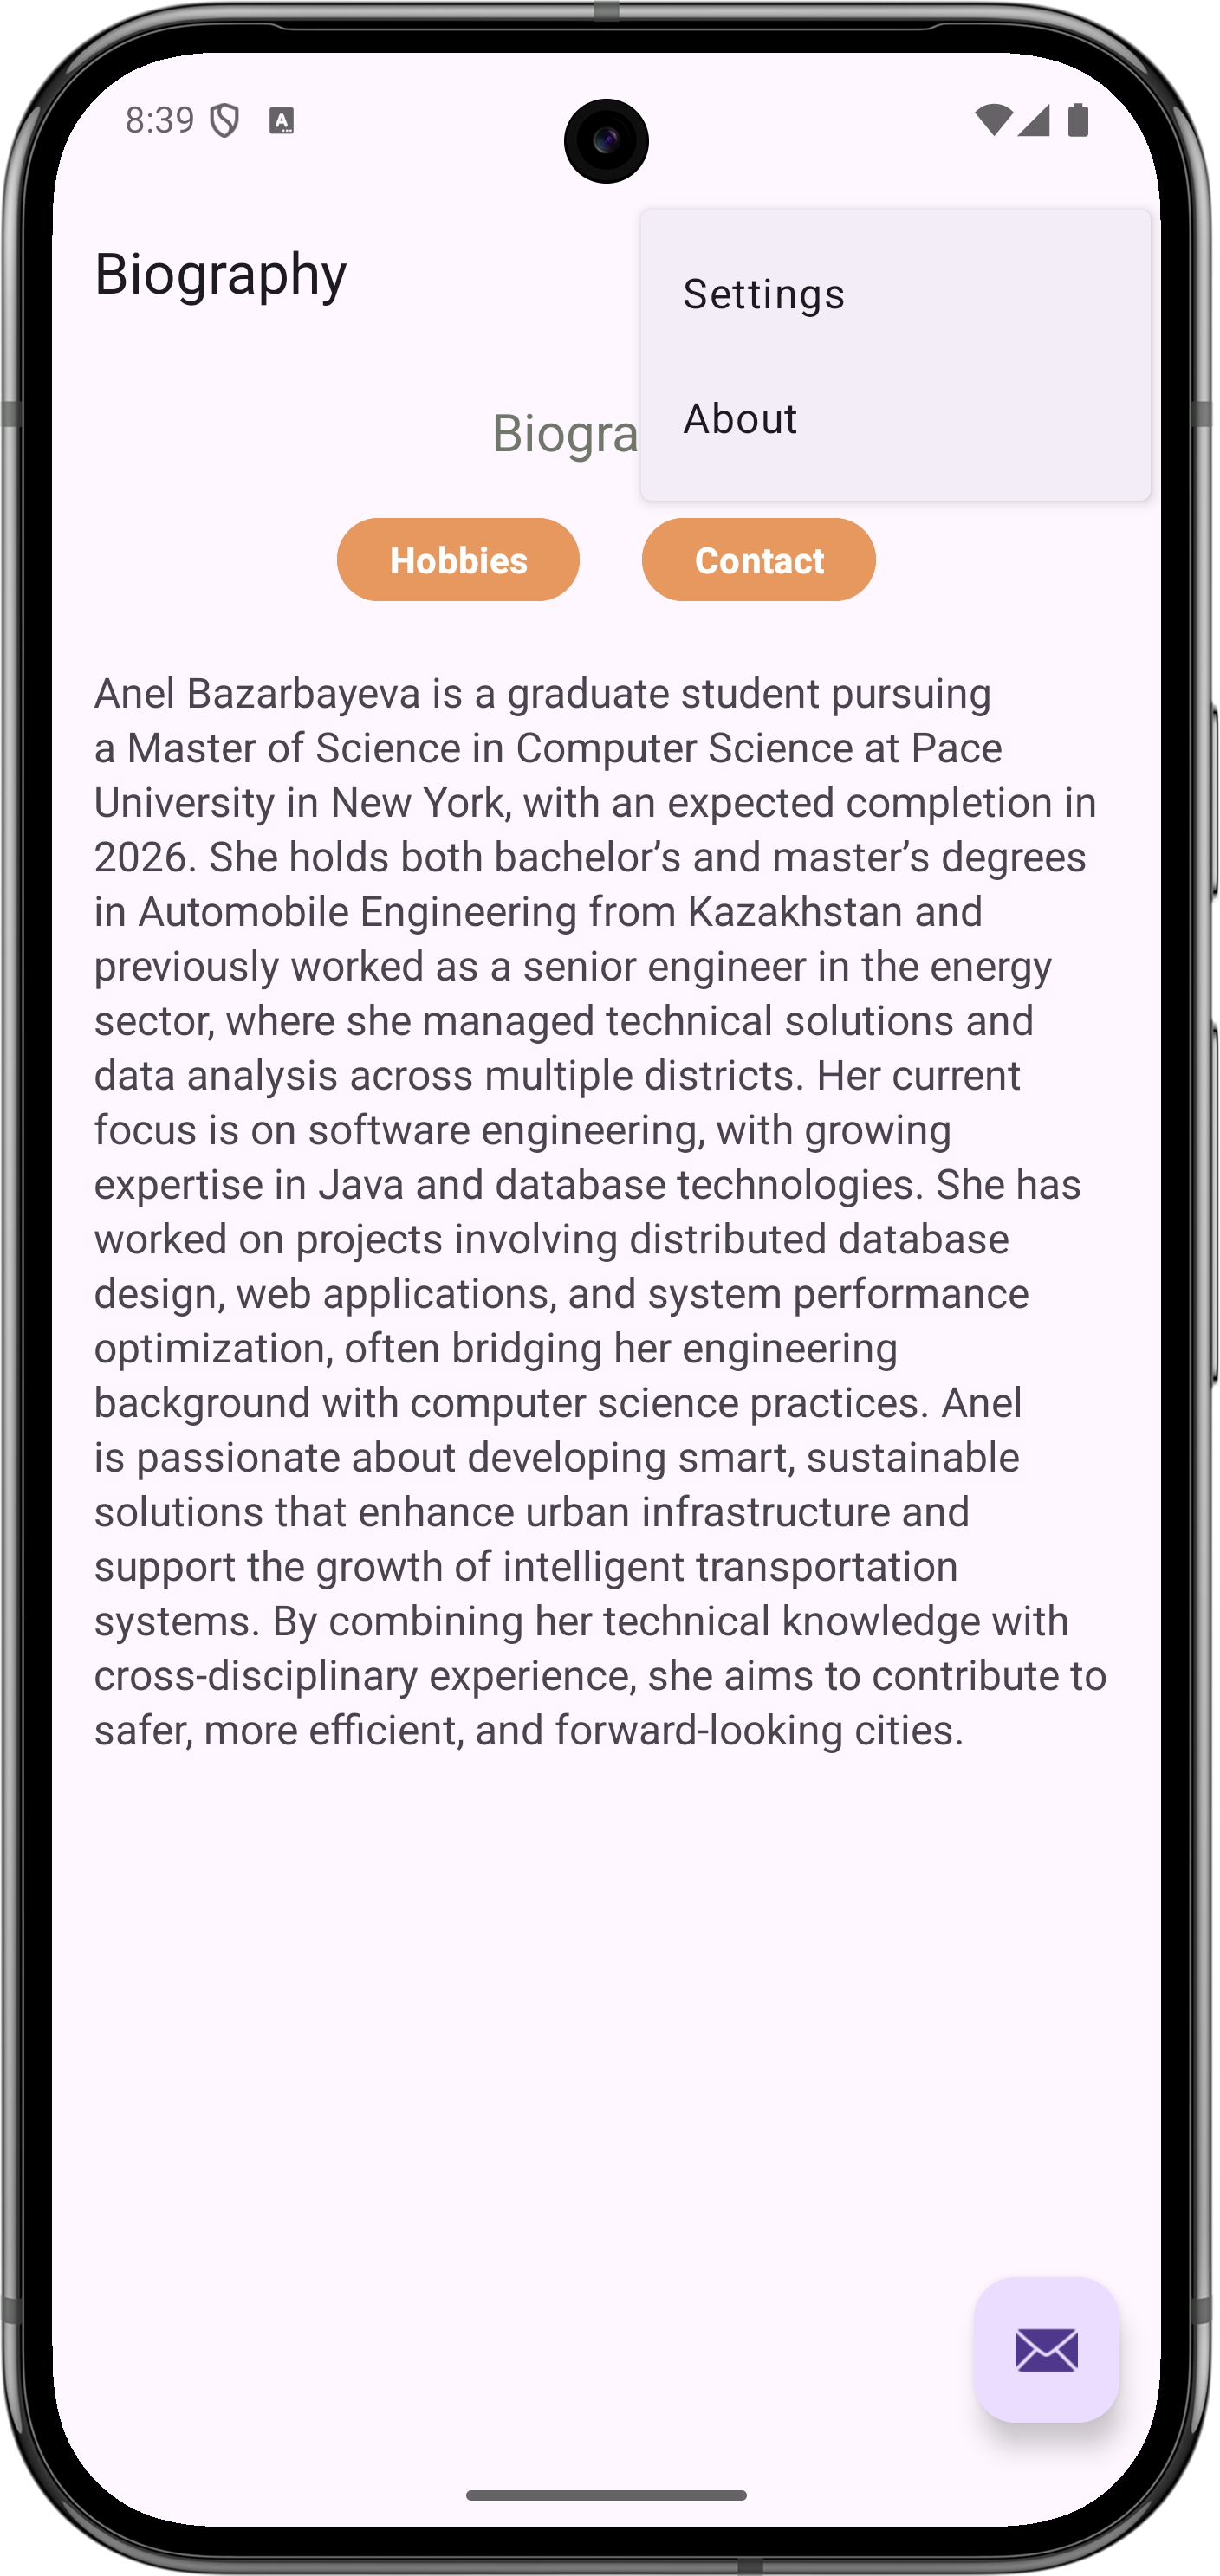 8:39
Biography
Settings
About
Biogra
Hobbies
Contact
Anel Bazarbayeva is a graduate student pursuing
a Master of Science in Computer Science at Pace
University in New York, with an expected completion in
2026. She holds both bachelor’s and master’s degrees
in Automobile Engineering from Kazakhstan and
previously worked as a senior engineer in the energy
sector, where she managed technical solutions and
data analysis across multiple districts. Her current
focus is on software engineering, with growing
expertise in Java and database technologies. She has
worked on projects involving distributed database
design, web applications, and system performance
optimization, often bridging her engineering
background with computer science practices. Anel
is passionate about developing smart, sustainable
solutions that enhance urban infrastructure and
support the growth of intelligent transportation
systems. By combining her technical knowledge with
cross-disciplinary experience, she aims to contribute to
safer, more efficient, and forward-looking cities.